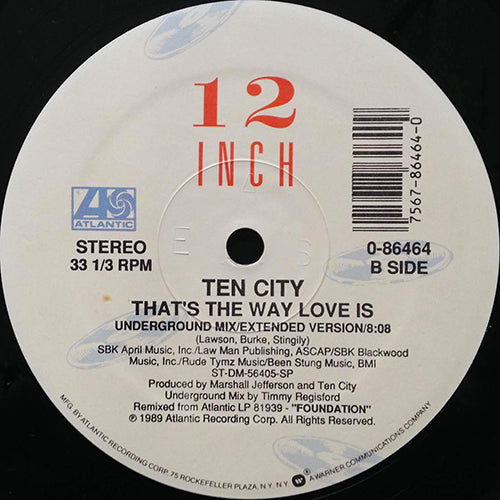 12
INCH
7567-86464-0
ATLANTIC
STEREO
33 1/3 RPM
0-86464
B SIDE
TEN CITY
THAT'S THE WAY LOVE IS
UNDERGROUND MIX/EXTENDED VERSION/8:08
(Lawson, Burke, Stingily)
SBK April Music, Inc./Law Man Publishing, ASCAP/SBK Blackwood
Music, Inc./Rude Tymz Music/Been Stung Music, BMI
ST-DM-56405-SP
Produced by Marshall Jefferson and Ten City
Underground Mix by Timmy Regisford
Remixed from Atlantic LP 81939 - "FOUNDATION"
℗ 1989 Atlantic Recording Corp. All Rights Reserved.
MFG. BY ATLANTIC RECORDING CORP. 75 ROCKEFELLER PLAZA, N.Y. N.Y. A WARNER COMMUNICATIONS COMPANY